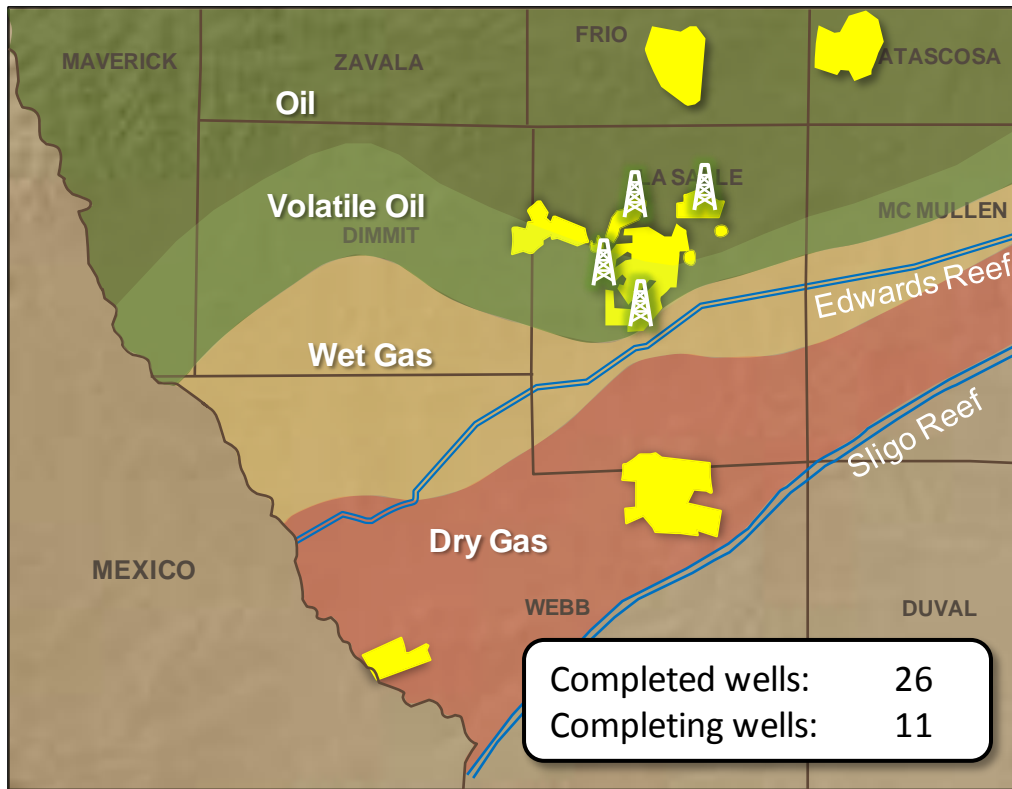 FRIO
MAVERICK
ZAVALA
ATASCOSA
Oil
LA SALLE
Volatile Oil
MC MULLEN
DIMMIT
Edwards Reef
Wet Gas
Sligo Reef
Dry Gas
MEXICO
WEBB
DUVAL
Completed wells: 26
Completing wells: 11